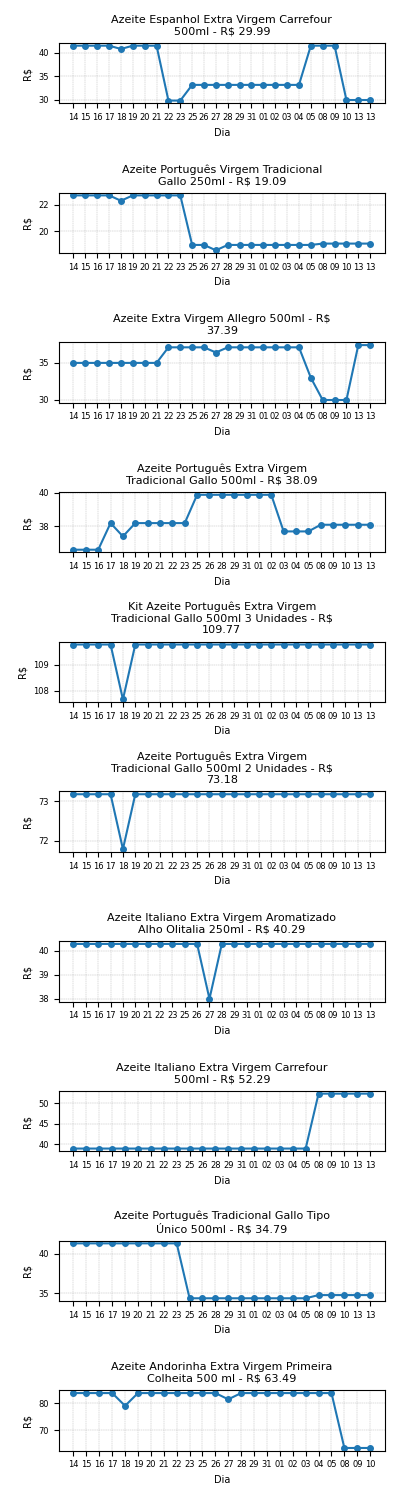 Azeite Espanhol Extra Virgem Carrefour
500ml - R$ 29.99
40
35
30
R$
14 15 16 17 18 19 20 21 22 23 25 26 27 28 29 31 01 02 03 04 05 08 09 10 13 13
Dia
Azeite Português Virgem Tradicional
Gallo 250ml - R$ 19.09
22
20
R$
14 15 16 17 18 19 20 21 22 23 25 26 27 28 29 31 01 02 03 04 05 08 09 10 13 13
Dia
Azeite Extra Virgem Allegro 500ml - R$
37.39
35
30
R$
14 15 16 17 18 19 20 21 22 23 25 26 27 28 29 31 01 02 03 04 05 08 09 10 13 13
Dia
Azeite Português Extra Virgem
Tradicional Gallo 500ml - R$ 38.09
40
38
R$
14 15 16 17 18 19 20 21 22 23 25 26 28 29 31 01 02 03 04 05 08 09 10 13 13
Dia
Kit Azeite Português Extra Virgem
Tradicional Gallo 500ml 3 Unidades - R$
109.77
109
108
R$
14 15 16 17 18 19 20 21 22 23 25 26 28 29 31 01 02 03 04 05 08 09 10 13 13
Dia
Azeite Português Extra Virgem
Tradicional Gallo 500ml 2 Unidades - R$
73.18
73
72
R$
14 15 16 17 18 19 20 21 22 23 25 26 28 29 31 01 02 03 04 05 08 09 10 13 13
Dia
Azeite Italiano Extra Virgem Aromatizado
Alho Olitalia 250ml - R$ 40.29
40
39
38
R$
14 15 16 17 19 20 21 22 23 25 26 27 28 29 31 01 02 03 04 05 08 09 10 13 13
Dia
Azeite Italiano Extra Virgem Carrefour
500ml - R$ 52.29
50
45
40
R$
14 15 16 17 19 20 21 22 23 25 26 28 29 31 01 02 03 04 05 08 09 10 13 13
Dia
Azeite Português Tradicional Gallo Tipo
Único 500ml - R$ 34.79
40
35
R$
14 15 16 17 19 20 21 22 23 25 26 28 29 31 01 02 03 04 05 08 09 10 13 13
Dia
Azeite Andorinha Extra Virgem Primeira
Colheita 500 ml - R$ 63.49
80
70
R$
14 15 16 17 18 19 20 21 22 23 25 26 27 28 29 31 01 02 03 04 05 08 09 10
Dia